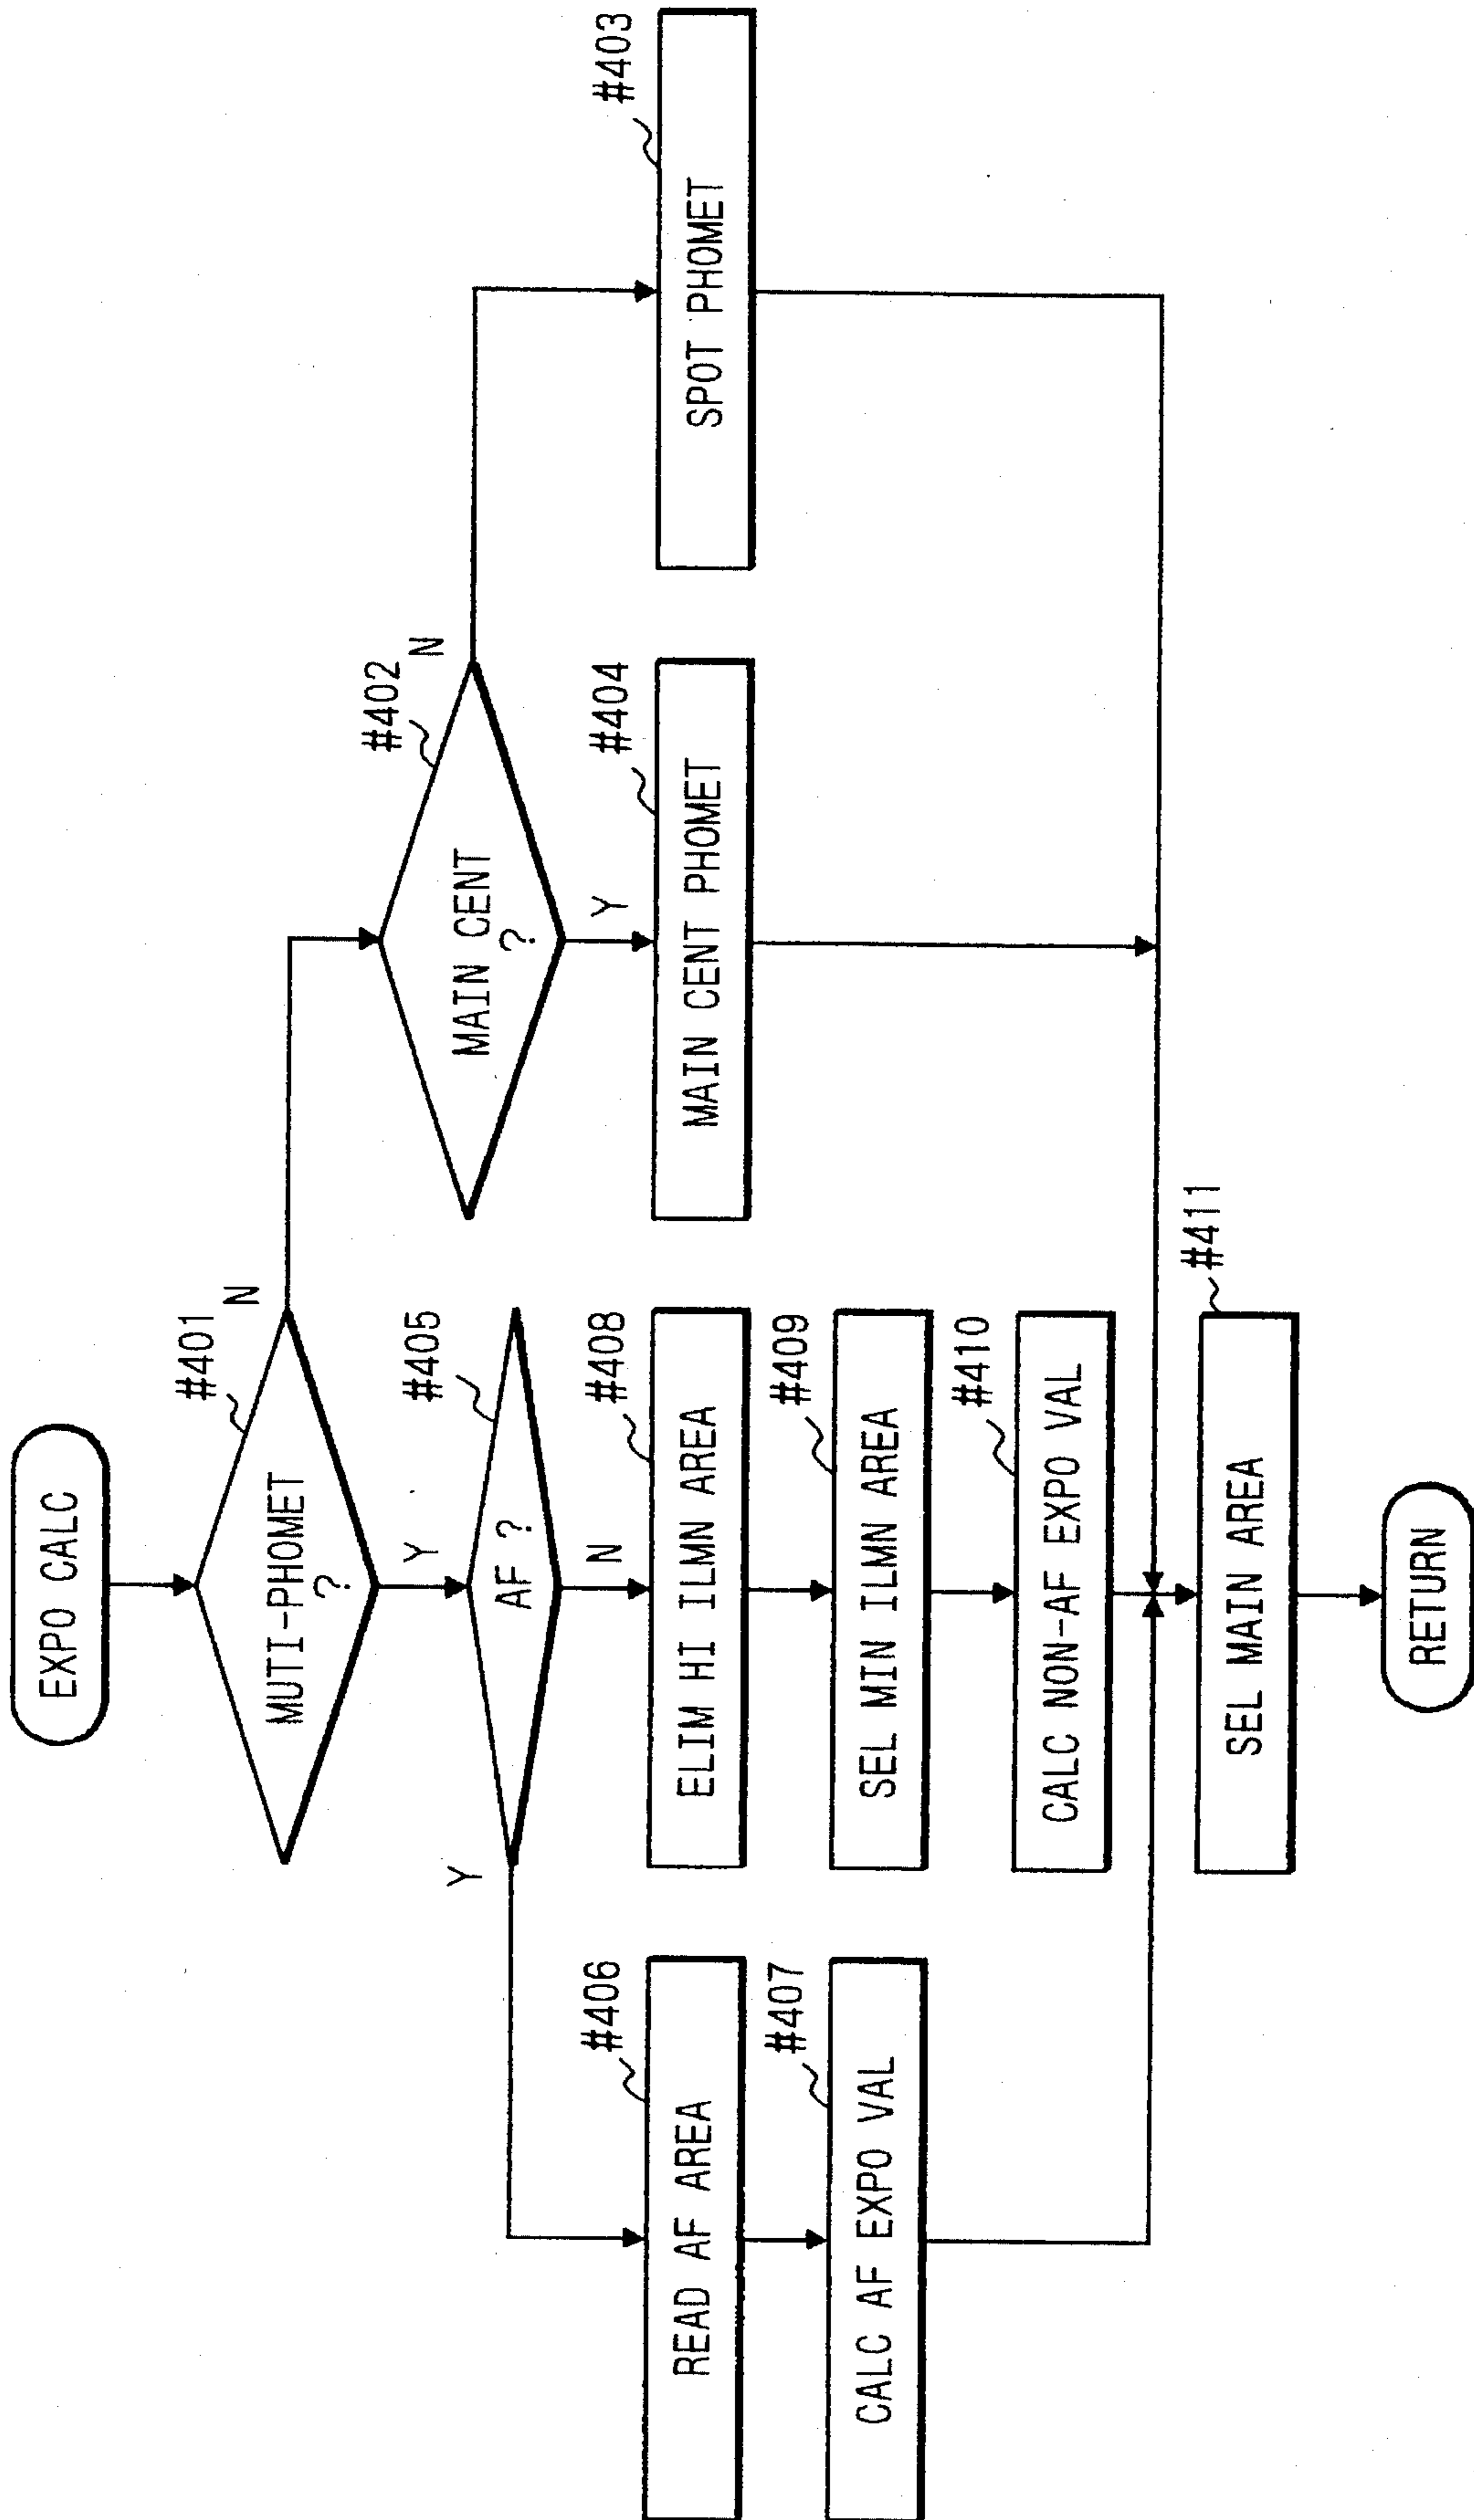 EXPO CALC
#401
MUTI-PHOMET
?
N
Y
#402
MAIN CENT
?
N
Y
#405
AF ?
Y
N
#403
SPOT PHOMET
#404
MAIN CENT PHOMET
#406
READ AF AREA
#407
CALC AF EXPO VAL
#408
ELIM HI ILMN AREA
#409
SEL MIN ILMN AREA
#410
CALC NON-AF EXPO VAL
#411
SEL MAIN AREA
RETURN